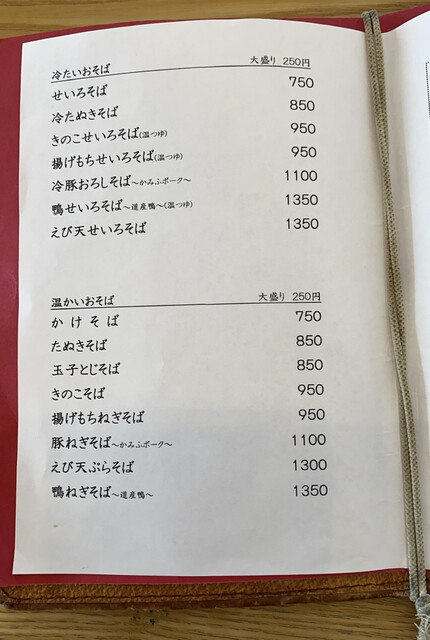 冷たいおそば 大盛り 250円
せいろそば 750
冷たぬきそば 850
きのこせいろそば(温つゆ) 950
揚げもちせいろそば(温つゆ) 950
冷豚おろしそば～かみふポーク～ 1100
鴨せいろそば～道産鴨～(温つゆ) 1350
えび天せいろそば 1350
温かいおそば 大盛り 250円
かけそば 750
たぬきそば 850
玉子とじそば 850
きのこそば 950
揚げもちねぎそば 950
豚ねぎそば～かみふポーク～ 1100
えび天ぷらそば 1300
鴨ねぎそば～道産鴨～ 1350